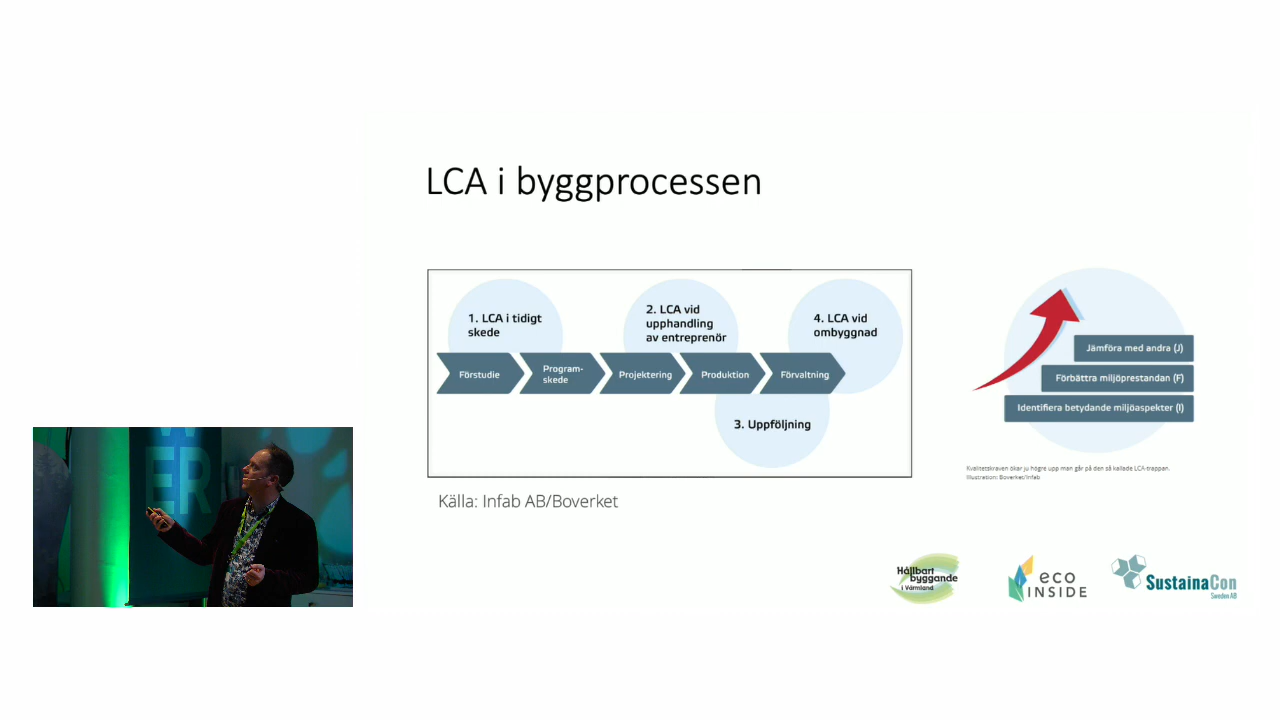 LCA i byggprocessen
1. LCA i tidigt
skede
2. LCA vid
upphandling
av entreprenör
4. LCA vid
ombyggnad
Förstudie
Program-
skede
Projektering
Produktion
Förvaltning
3. Uppföljning
Källa: Infab AB/Boverket
Jämföra med andra (J)
Förbättra miljöprestandan (F)
Identifiera betydande miljöaspekter (I)
Kvalitetskraven ökar ju högre upp man går på den så kallade LCA-trappan.
Illustration: Boverket/Infab
ER
Hållbart
byggande
i Värmland
eco
INSIDE
SustainaCon
Sweden AB